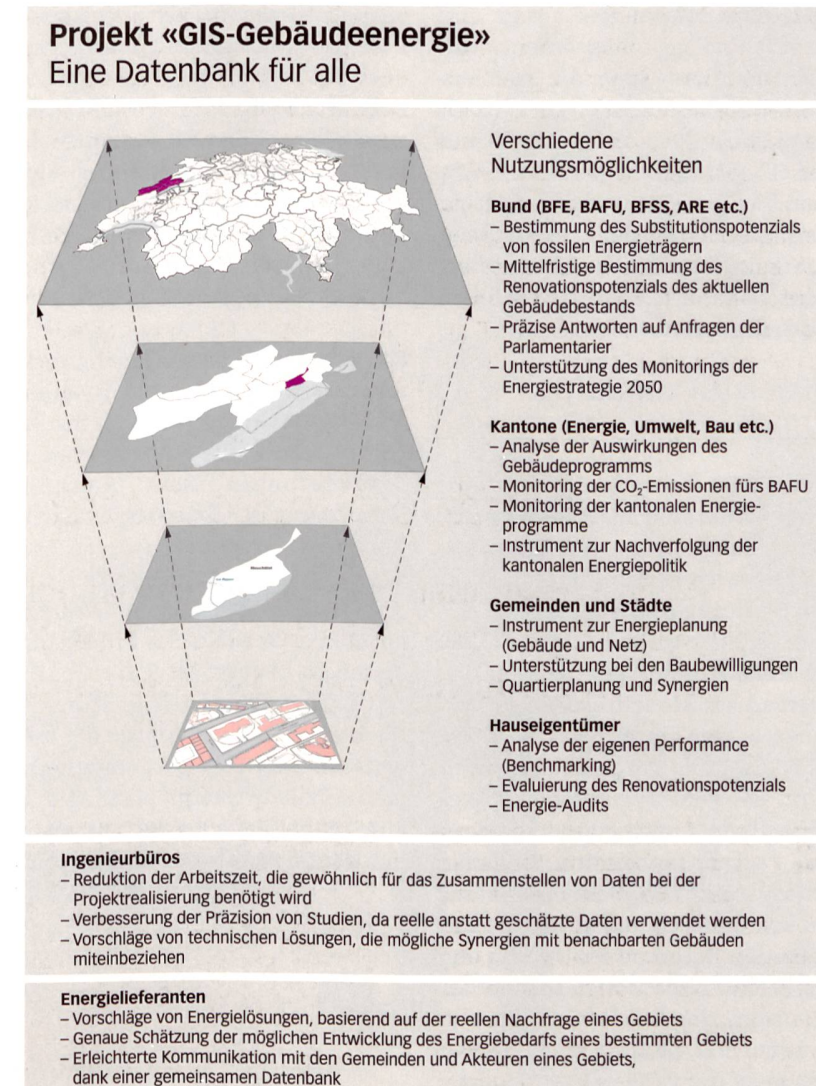 Projekt «GIS-Gebäudeenergie»
Eine Datenbank für alle
Verschiedene
Nutzungsmöglichkeiten
Bund (BFE, BAFU, BFSS, ARE etc.)
– Bestimmung des Substitutionspotenzials
von fossilen Energieträgern
– Mittelfristige Bestimmung des
Renovationspotenzials des aktuellen
Gebäudebestands
– Präzise Antworten auf Anfragen der
Parlamentarier
– Unterstützung des Monitorings der
Energiestrategie 2050
Kantone (Energie, Umwelt, Bau etc.)
– Analyse der Auswirkungen des
Gebäudeprogramms
– Monitoring der CO₂-Emissionen fürs BAFU
– Monitoring der kantonalen Energie-
programme
– Instrument zur Nachverfolgung der
kantonalen Energiepolitik
Gemeinden und Städte
– Instrument zur Energieplanung
(Gebäude und Netz)
– Unterstützung bei den Baubewilligungen
– Quartierplanung und Synergien
Hauseigentümer
– Analyse der eigenen Performance
(Benchmarking)
– Evaluierung des Renovationspotenzials
– Energie-Audits
Ingenieurbüros
– Reduktion der Arbeitszeit, die gewöhnlich für das Zusammenstellen von Daten bei der
Projektrealisierung benötigt wird
– Verbesserung der Präzision von Studien, da reelle anstatt geschätzte Daten verwendet werden
– Vorschläge von technischen Lösungen, die mögliche Synergien mit benachbarten Gebäuden
miteinbeziehen
Energielieferanten
– Vorschläge von Energielösungen, basierend auf der reellen Nachfrage eines Gebiets
– Genaue Schätzung der möglichen Entwicklung des Energiebedarfs eines bestimmten Gebiets
– Erleichterte Kommunikation mit den Gemeinden und Akteuren eines Gebiets,
dank einer gemeinsamen Datenbank